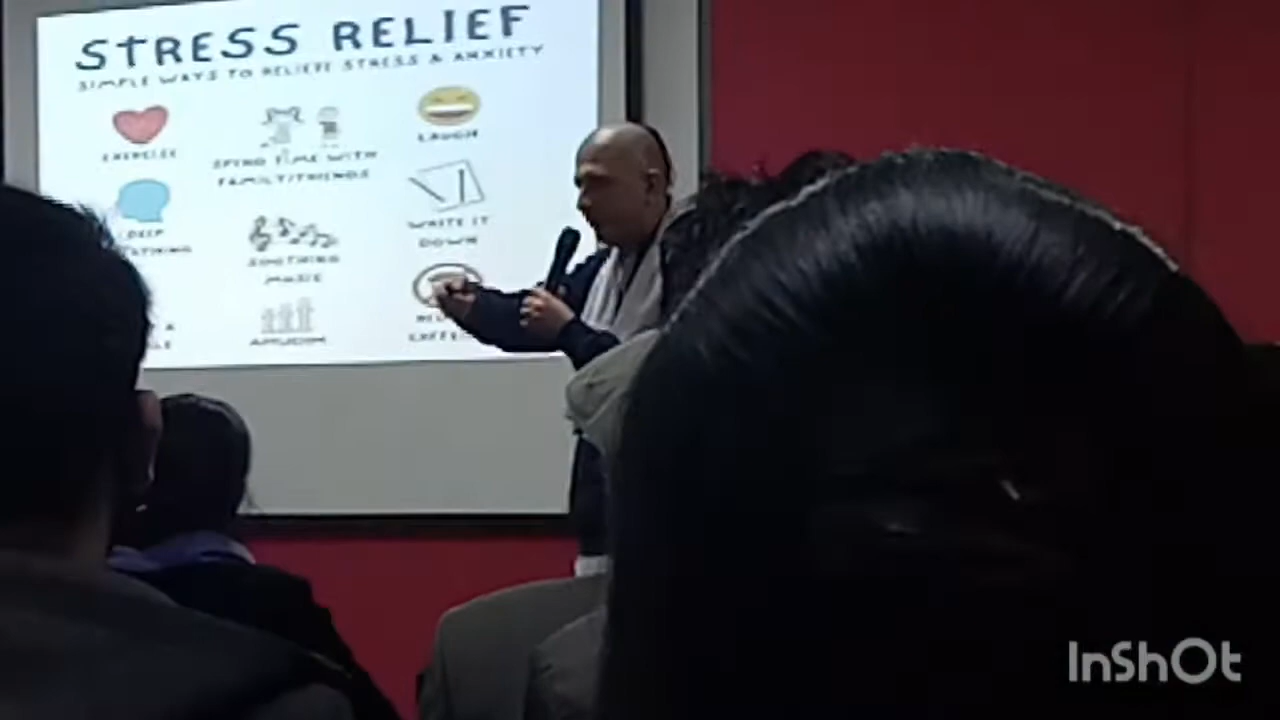 STRESS RELIEF
SIMPLE WAYS TO RELIEVE STRESS & ANXIETY
EXERCISE
SPEND TIME WITH
FAMILY/FRIENDS
LAUGH
DEEP
SOOTHING
MUSIC
WRITE IT
DOWN
A
InShOt